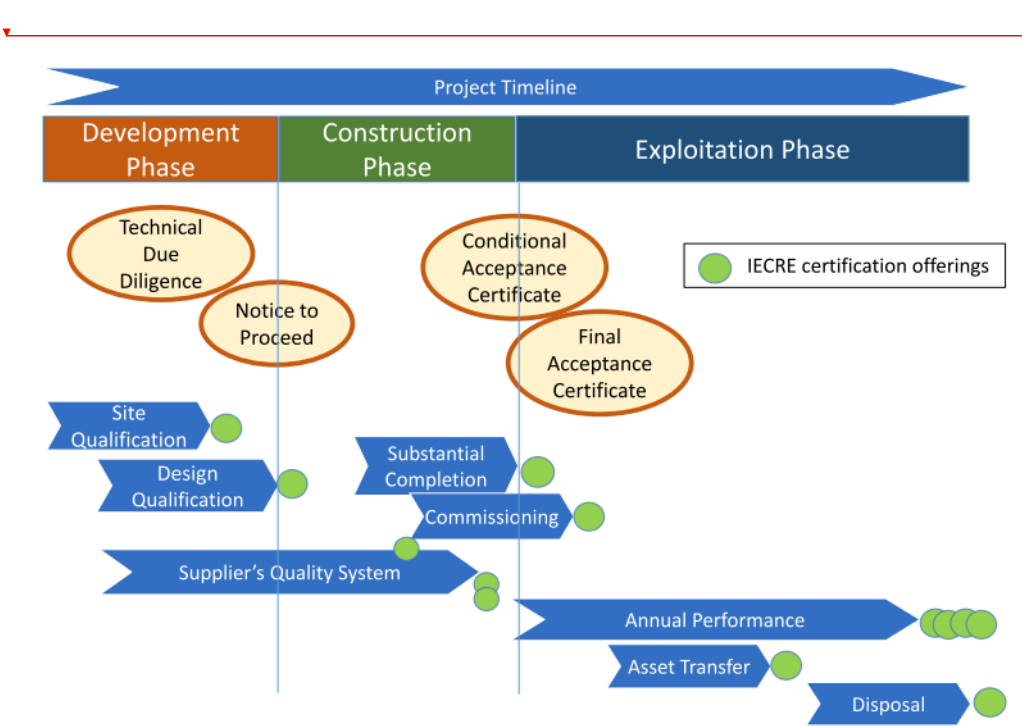 Project Timeline
Development
Phase
Construction
Phase
Exploitation Phase
Technical
Due
Diligence
Notice to
Proceed
Conditional
Acceptance
Certificate
Final
Acceptance
Certificate
IECRE certification offerings
Site
Qualification
Design
Qualification
Substantial
Completion
Commissioning
Supplier’s Quality System
Annual Performance
Asset Transfer
Disposal